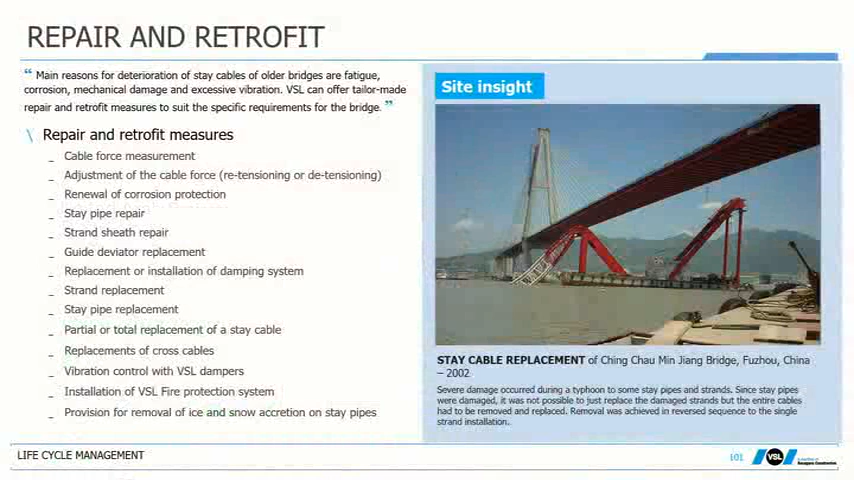 REPAIR AND RETROFIT
“ Main reasons for deterioration of stay cables of older bridges are fatigue,
corrosion, mechanical damage and excessive vibration. VSL can offer tailor-made
repair and retrofit measures to suit the specific requirements for the bridge. ”
\ Repair and retrofit measures
_ Cable force measurement
_ Adjustment of the cable force (re-tensioning or de-tensioning)
_ Renewal of corrosion protection
_ Stay pipe repair
_ Strand sheath repair
_ Guide deviator replacement
_ Replacement or installation of damping system
_ Strand replacement
_ Stay pipe replacement
_ Partial or total replacement of a stay cable
_ Replacements of cross cables
_ Vibration control with VSL dampers
_ Installation of VSL Fire protection system
_ Provision for removal of ice and snow accretion on stay pipes
Site insight
STAY CABLE REPLACEMENT of Ching Chau Min Jiang Bridge, Fuzhou, China
– 2002
Severe damage occurred during a typhoon to some stay pipes and strands. Since stay pipes
were damaged, it was not possible to just replace the damaged strands but the entire cables
had to be removed and replaced. Removal was achieved in reversed sequence to the single
strand installation.
LIFE CYCLE MANAGEMENT
101
VSL